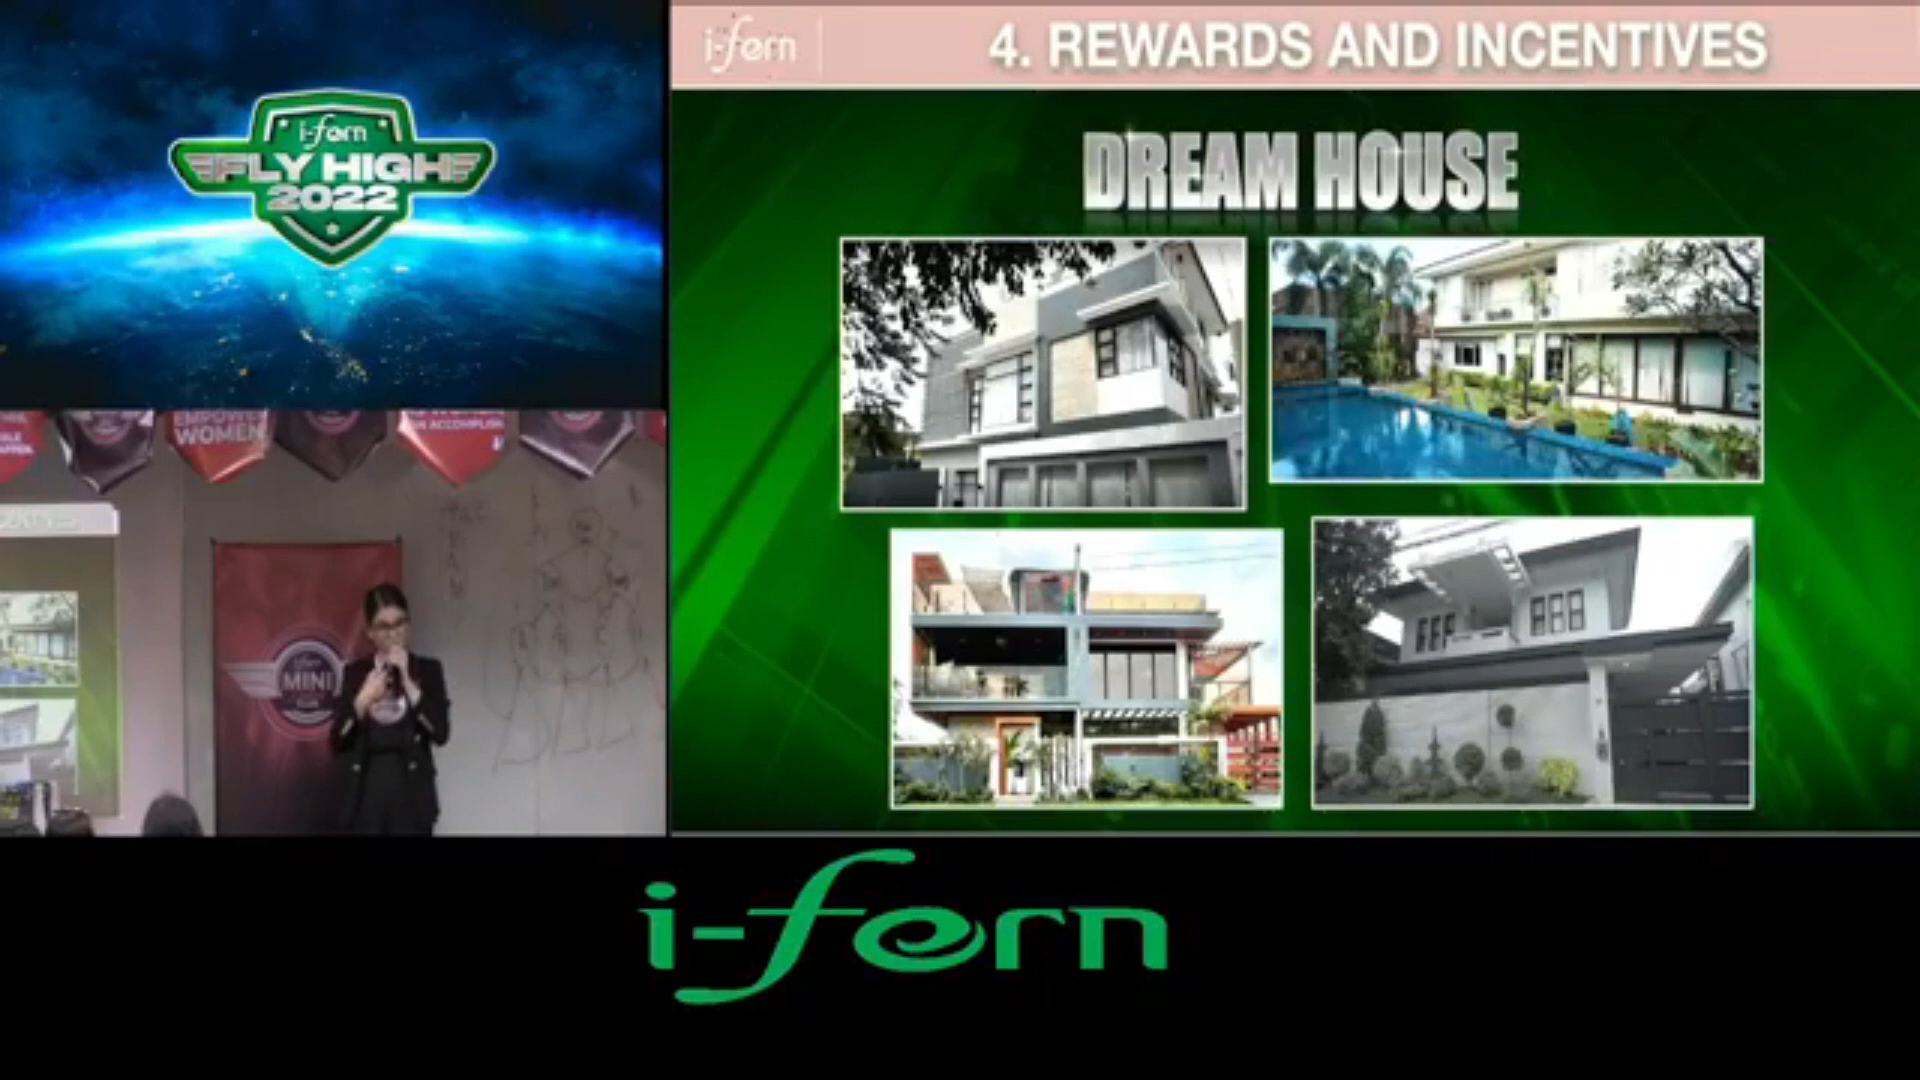 i-fern
FLY HIGH
2022
i-fern
4. REWARDS AND INCENTIVES
DREAM HOUSE
EMPOWER
WOMEN
ACCOMPLISH
MINI
i-fern